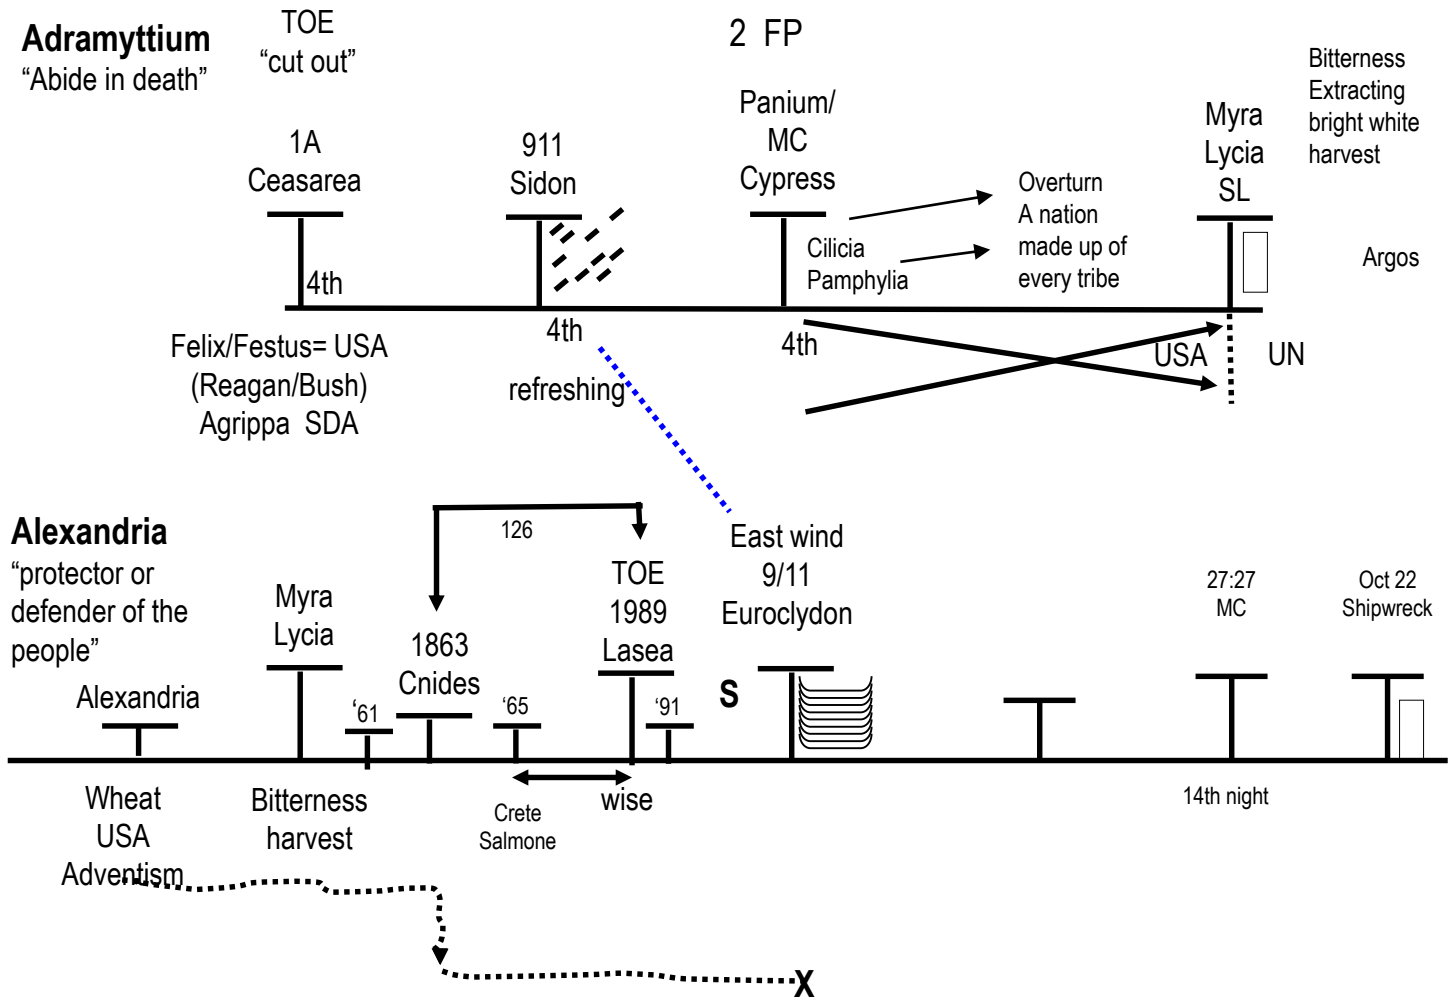 Adramyttium
“Abide in death”
TOE
“cut out”
2 FP
Bitterness
Extracting
bright white
harvest
1A
Ceasarea
911
Sidon
Panium/
MC
Cypress
Myra
Lycia
SL
Overturn
A nation
made up of
every tribe
Cilicia
Pamphylia
Argos
4th
4th
4th
Felix/Festus= USA
(Reagan/Bush)
Agrippa SDA
refreshing
USA
UN
Alexandria
“protector or
defender of the
people”
126
East wind
9/11
Euroclydon
TOE
1989
Lasea
Myra
Lycia
1863
Cnides
27:27
MC
Oct 22
Shipwreck
Alexandria
‘61
‘65
‘91
S
Wheat
USA
Adventism
Bitterness
harvest
Crete
Salmone
wise
14th night
X